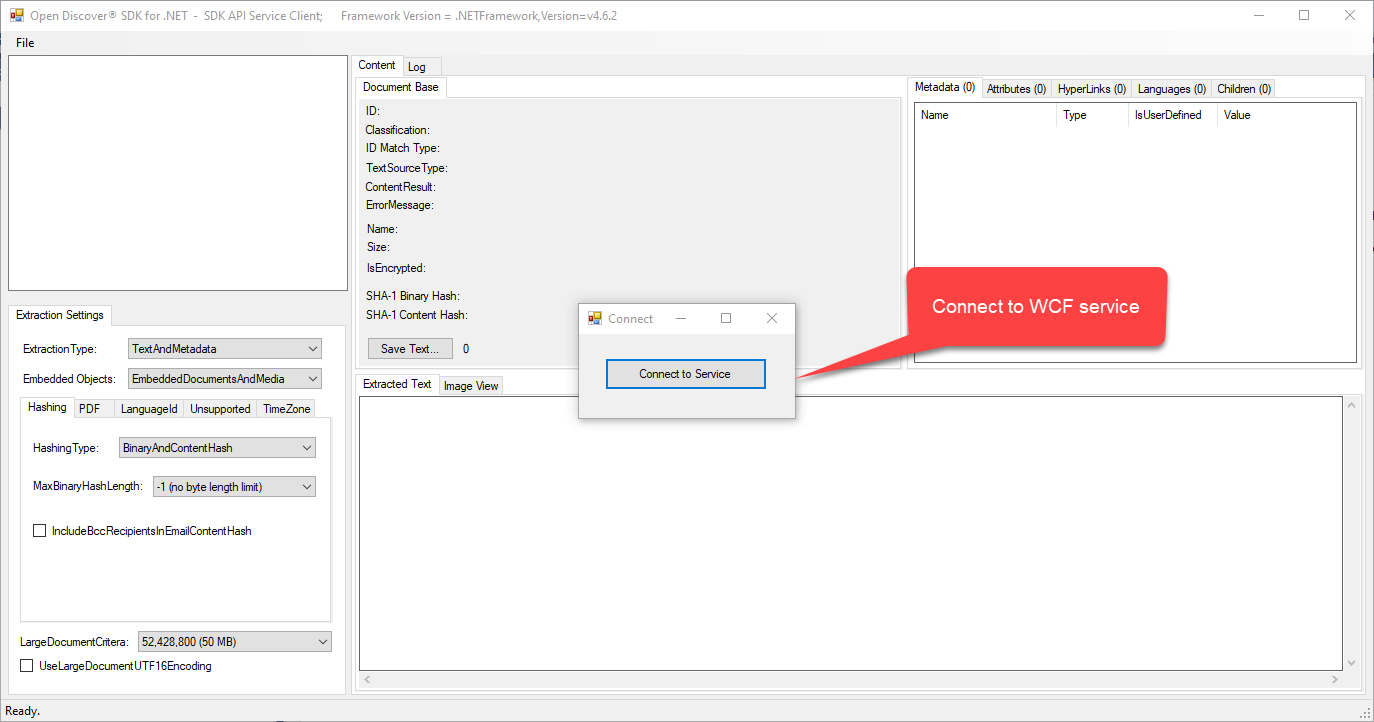 Open Discover® SDK for .NET - SDK API Service Client; Framework Version = .NETFramework,Version=v4.6.2
File
Content
Log
Document Base
ID:
Classification:
ID Match Type:
TextSourceType:
ContentResult:
ErrorMessage:
Name:
Size:
IsEncrypted:
SHA-1 Binary Hash:
SHA-1 Content Hash:
Save Text...
0
Metadata (0)
Attributes (0)
HyperLinks (0)
Languages (0)
Children (0)
Name
Type
IsUserDefined
Value
Connect to WCF service
Connect
Connect to Service
Extraction Settings
ExtractionType:
TextAndMetadata
Embedded Objects:
EmbeddedDocumentsAndMedia
Hashing
PDF
LanguageId
Unsupported
TimeZone
HashingType:
BinaryAndContentHash
MaxBinaryHashLength:
-1 (no byte length limit)
IncludeBccRecipientsInEmailContentHash
LargeDocumentCritera:
52,428,800 (50 MB)
UseLargeDocumentUTF16Encoding
Extracted Text
Image View
Ready.